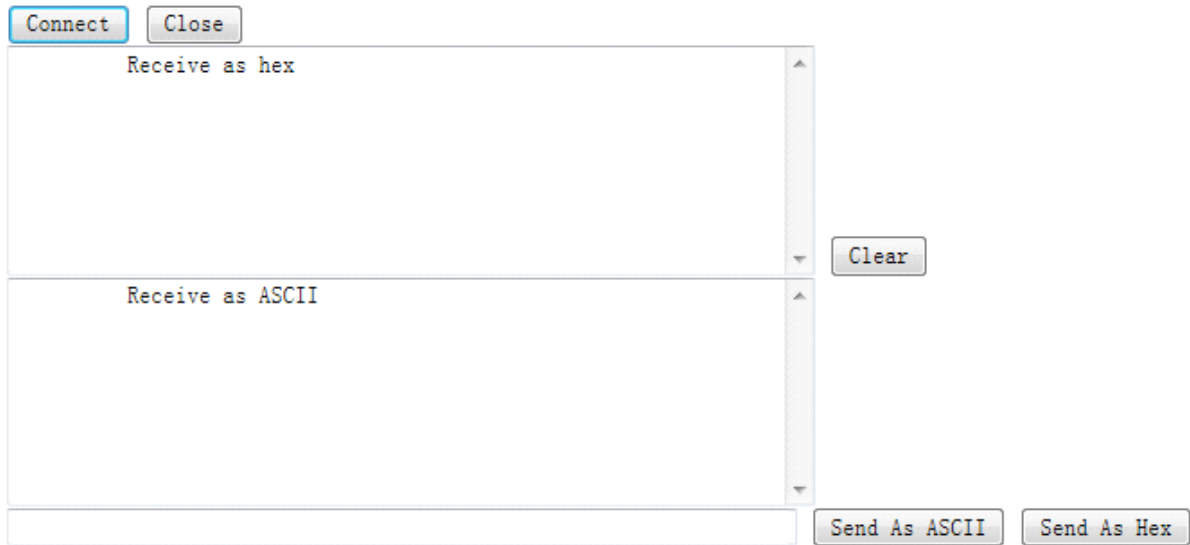 Connect Close
Receive as hex
Clear
Receive as ASCII
Send As ASCII Send As Hex